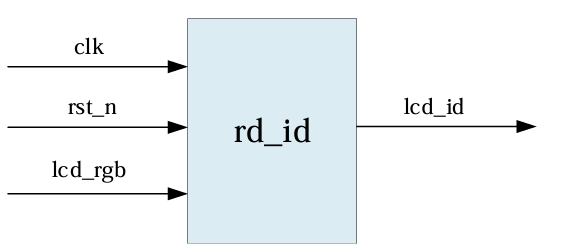 clk
rst_n
lcd_rgb
rd_id
lcd_id